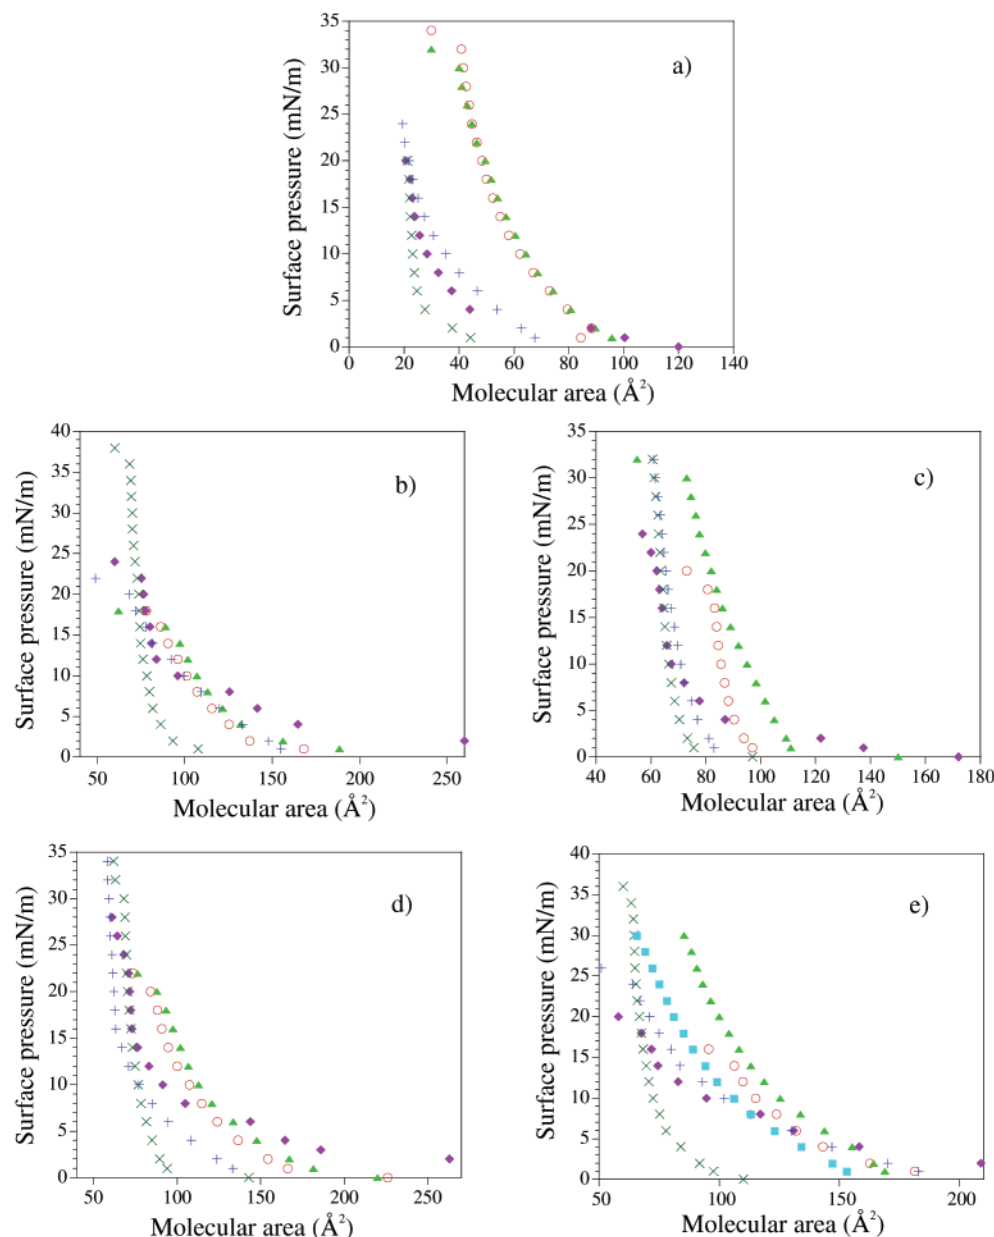 a)
Surface pressure (mN/m)
35
30
25
20
15
10
5
0
0 20 40 60 80 100 120 140
Molecular area (Å²)
b)
Surface pressure (mN/m)
40
35
30
25
20
15
10
5
0
50 100 150 200 250
Molecular area (Å²)
c)
Surface pressure (mN/m)
35
30
25
20
15
10
5
0
40 60 80 100 120 140 160 180
Molecular area (Å²)
d)
Surface pressure (mN/m)
35
30
25
20
15
10
5
0
50 100 150 200 250
Molecular area (Å²)
e)
Surface pressure (mN/m)
40
35
30
25
20
15
10
5
0
50 100 150 200
Molecular area (Å²)